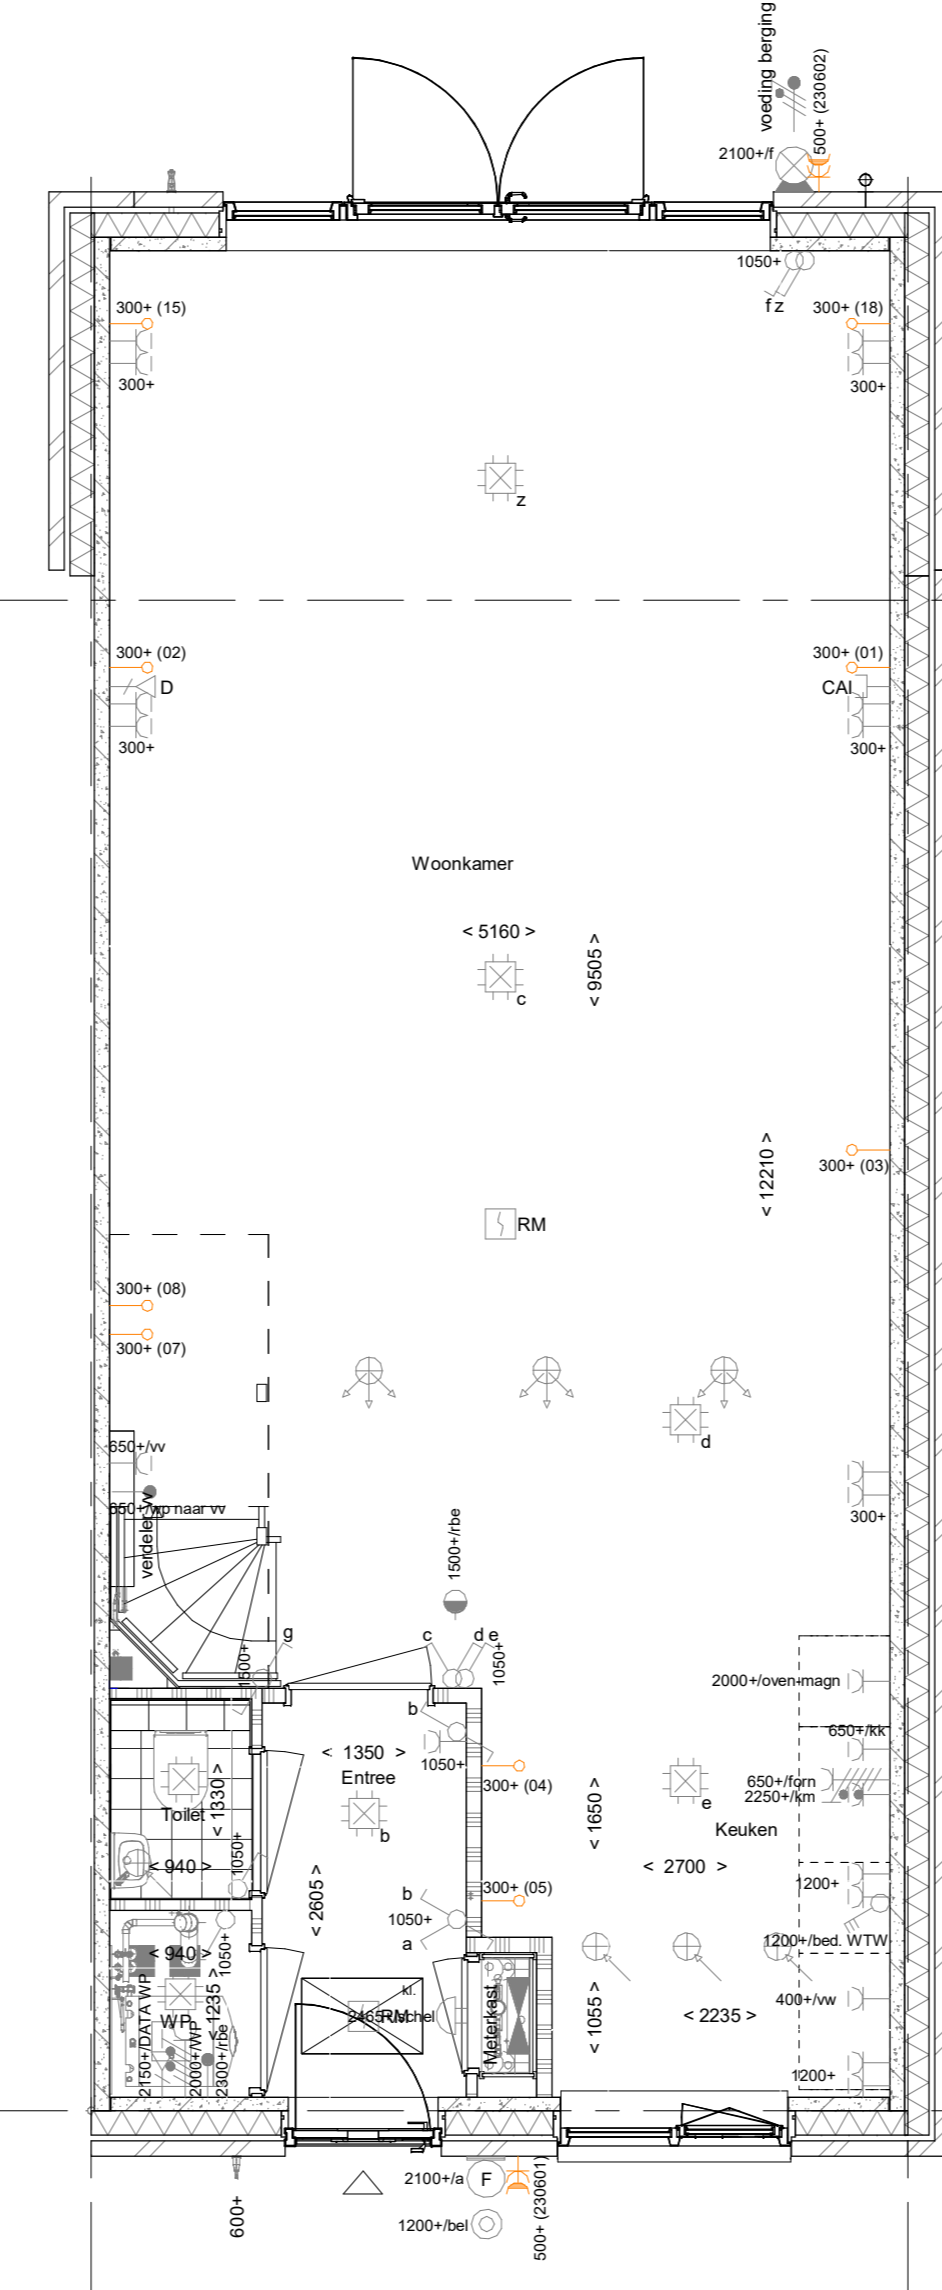 voeding berging
500+ (230602)
2100+/f
1050+
f z
300+ (15)
300+
300+ (18)
300+
z
300+ (02)
D
300+
300+ (01)
CAI
300+
Woonkamer
< 5160 >
< 9505 >
c
< 12210 >
300+ (03)
RM
300+ (08)
300+ (07)
d
650+/vv
650+/wp naar vv
verdeler vv
300+
1500+/rbe
g
1500+
c
d e
1050+
2000+/oven-magn
b
1050+
650+/kk
< 1350 >
Entree
300+ (04)
650+/forn
2250+/km
e
b
Toilet
< 1330 >
< 940 >
1050+
< 1650 >
Keuken
< 2700 >
1200+
300+ (05)
b
1050+
a
< 2605 >
1200+/bed. WTW
< 940 >
1050+
< 1235 >
WP
2150+/DATA WP
2000+/WP
2300+/rbe
kl.
RM
Meterkast
< 1055 >
< 2235 >
400+/vw
1200+
600+
2100+/a
F
1200+/bel
500+ (230601)